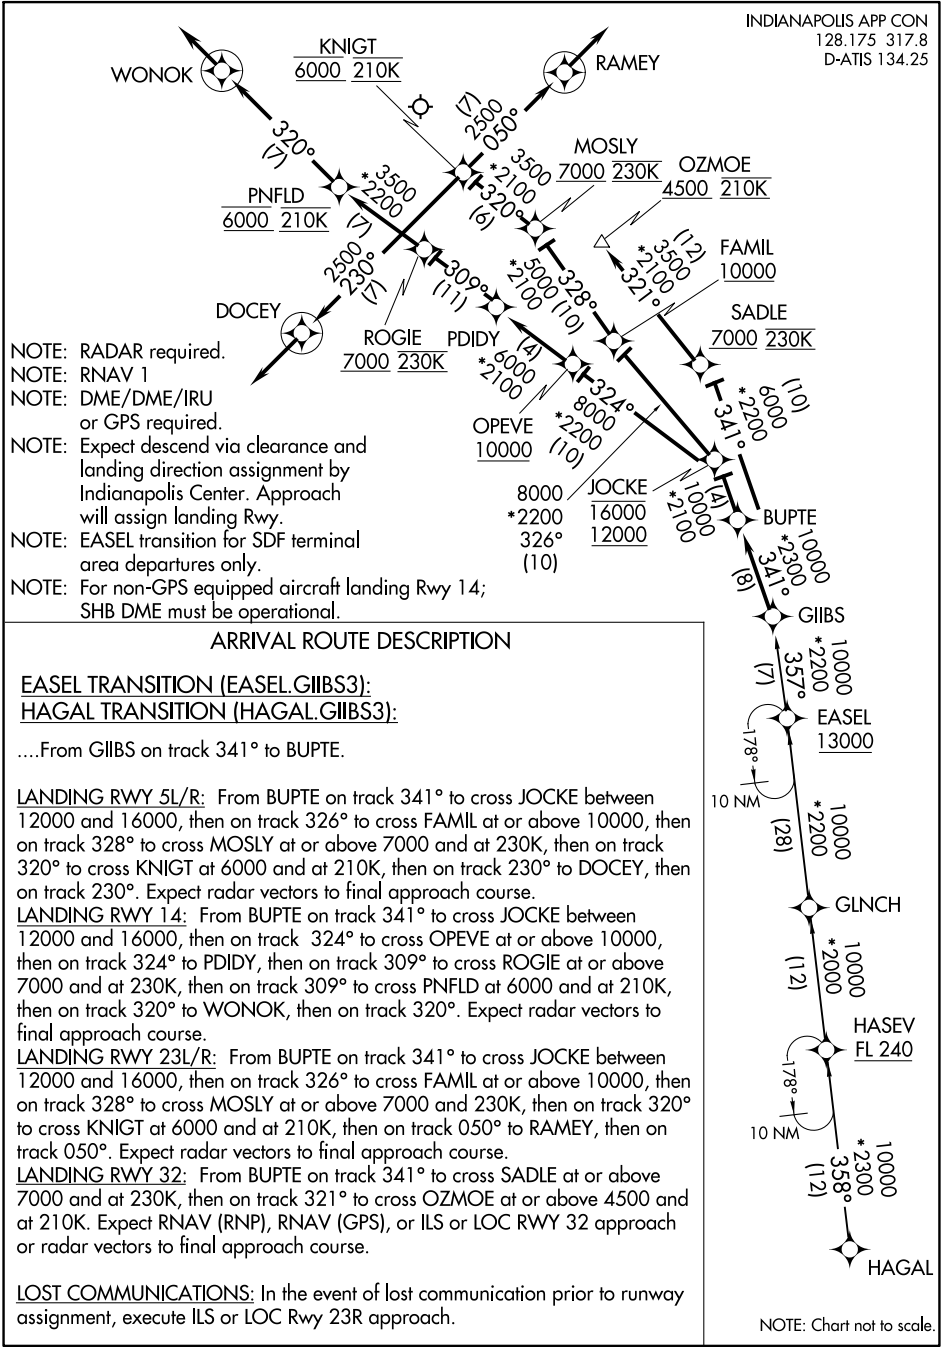 INDIANAPOLIS APP CON
128.175 317.8
D-ATIS 134.25
KNIGT
6000 210K
WONOK
RAMEY
320°
(7)
(7)
2500
050°
MOSLY
7000 230K
OZMOE
4500 210K
3500
*2100
320°
(6)
PNFLD
6000 210K
3500
*2200
(7)
FAMIL
10000
(12)
3500
*2100
321°
5000
*2100
(10)
328°
2500
230°
(7)
309°
(11)
DOCEY
ROGIE
7000 230K
PDIDY
SADLE
7000 230K
(4)
6000
*2100
OPEVE
10000
324°
8000
*2200
(10)
(10)
6000
*2200
341°
8000
*2200
326°
(10)
JOCKE
16000
12000
(4)
10000
*2100
BUPTE
10000
*2300
341°
(8)
GIIBS
10000
*2200
357°
(7)
EASEL
13000
178°
10 NM
10000
*2200
(28)
GLNCH
10000
*2000
(12)
HASEV
FL 240
178°
10 NM
10000
*2300
358°
(12)
HAGAL
NOTE: Chart not to scale.
NOTE: RADAR required.
NOTE: RNAV 1
NOTE: DME/DME/IRU
or GPS required.
NOTE: Expect descend via clearance and
landing direction assignment by
Indianapolis Center. Approach
will assign landing Rwy.
NOTE: EASEL transition for SDF terminal
area departures only.
NOTE: For non-GPS equipped aircraft landing Rwy 14;
SHB DME must be operational.
ARRIVAL ROUTE DESCRIPTION
EASEL TRANSITION (EASEL.GIIBS3):
HAGAL TRANSITION (HAGAL.GIIBS3):
....From GIIBS on track 341° to BUPTE.
LANDING RWY 5L/R: From BUPTE on track 341° to cross JOCKE between
12000 and 16000, then on track 326° to cross FAMIL at or above 10000, then
on track 328° to cross MOSLY at or above 7000 and at 230K, then on track
320° to cross KNIGT at 6000 and at 210K, then on track 230° to DOCEY, then
on track 230°. Expect radar vectors to final approach course.
LANDING RWY 14: From BUPTE on track 341° to cross JOCKE between
12000 and 16000, then on track 324° to cross OPEVE at or above 10000,
then on track 324° to PDIDY, then on track 309° to cross ROGIE at or above
7000 and at 230K, then on track 309° to cross PNFLD at 6000 and at 210K,
then on track 320° to WONOK, then on track 320°. Expect radar vectors to
final approach course.
LANDING RWY 23L/R: From BUPTE on track 341° to cross JOCKE between
12000 and 16000, then on track 326° to cross FAMIL at or above 10000, then
on track 328° to cross MOSLY at or above 7000 and 230K, then on track 320°
to cross KNIGT at 6000 and at 210K, then on track 050° to RAMEY, then on
track 050°. Expect radar vectors to final approach course.
LANDING RWY 32: From BUPTE on track 341° to cross SADLE at or above
7000 and at 230K, then on track 321° to cross OZMOE at or above 4500 and
at 210K. Expect RNAV (RNP), RNAV (GPS), or ILS or LOC RWY 32 approach
or radar vectors to final approach course.
LOST COMMUNICATIONS: In the event of lost communication prior to runway
assignment, execute ILS or LOC Rwy 23R approach.